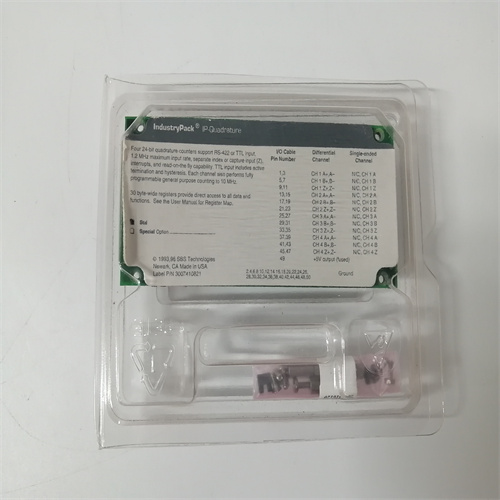 IndustryPack® IP-Quadrature
Four 24-bit quadrature-counters support RS-422 or TTL input,
1.2 MHz maximum input rate, separate index or capture input (Z),
interrupts, and read-on-the-fly capability. TTL input installs active
termination and hysteresis. Each channel also performs fully
programmable general purpose counting to 10 MHz.
30 byte-wide registers provide direct access to all data and
functions. See the User Manual for Register Map.
Std
Special Option
© 1993,96 SBS Technologies
Newark, CA Made in USA
Label P/N
I/O Cable Differential Single-ended
Pin Number Channel Channel
1,3 CH 1 A+,A– N/C, CH 1 A
5,7 CH 1 B+,B– N/C, CH 1 B
9,11 CH 1 Z+,Z– N/C, CH 1 Z
13,15 CH 2 A+,A– N/C, CH 2 A
17,19 CH 2 B+,B– N/C, CH 2 B
21,23 CH 2 Z+,Z– N/C, CH 2 Z
25,27 CH 3 A+,A– N/C, CH 3 A
29,31 CH 3 B+,B– N/C, CH 3 B
33,35 CH 3 Z+,Z– N/C, CH 3 Z
37,39 CH 4 A+,A– N/C, CH 4 A
41,43 CH 4 B+,B– N/C, CH 4 B
45,47 CH 4 Z+,Z– N/C, CH 4 Z
49 +5V output (fused)
Ground